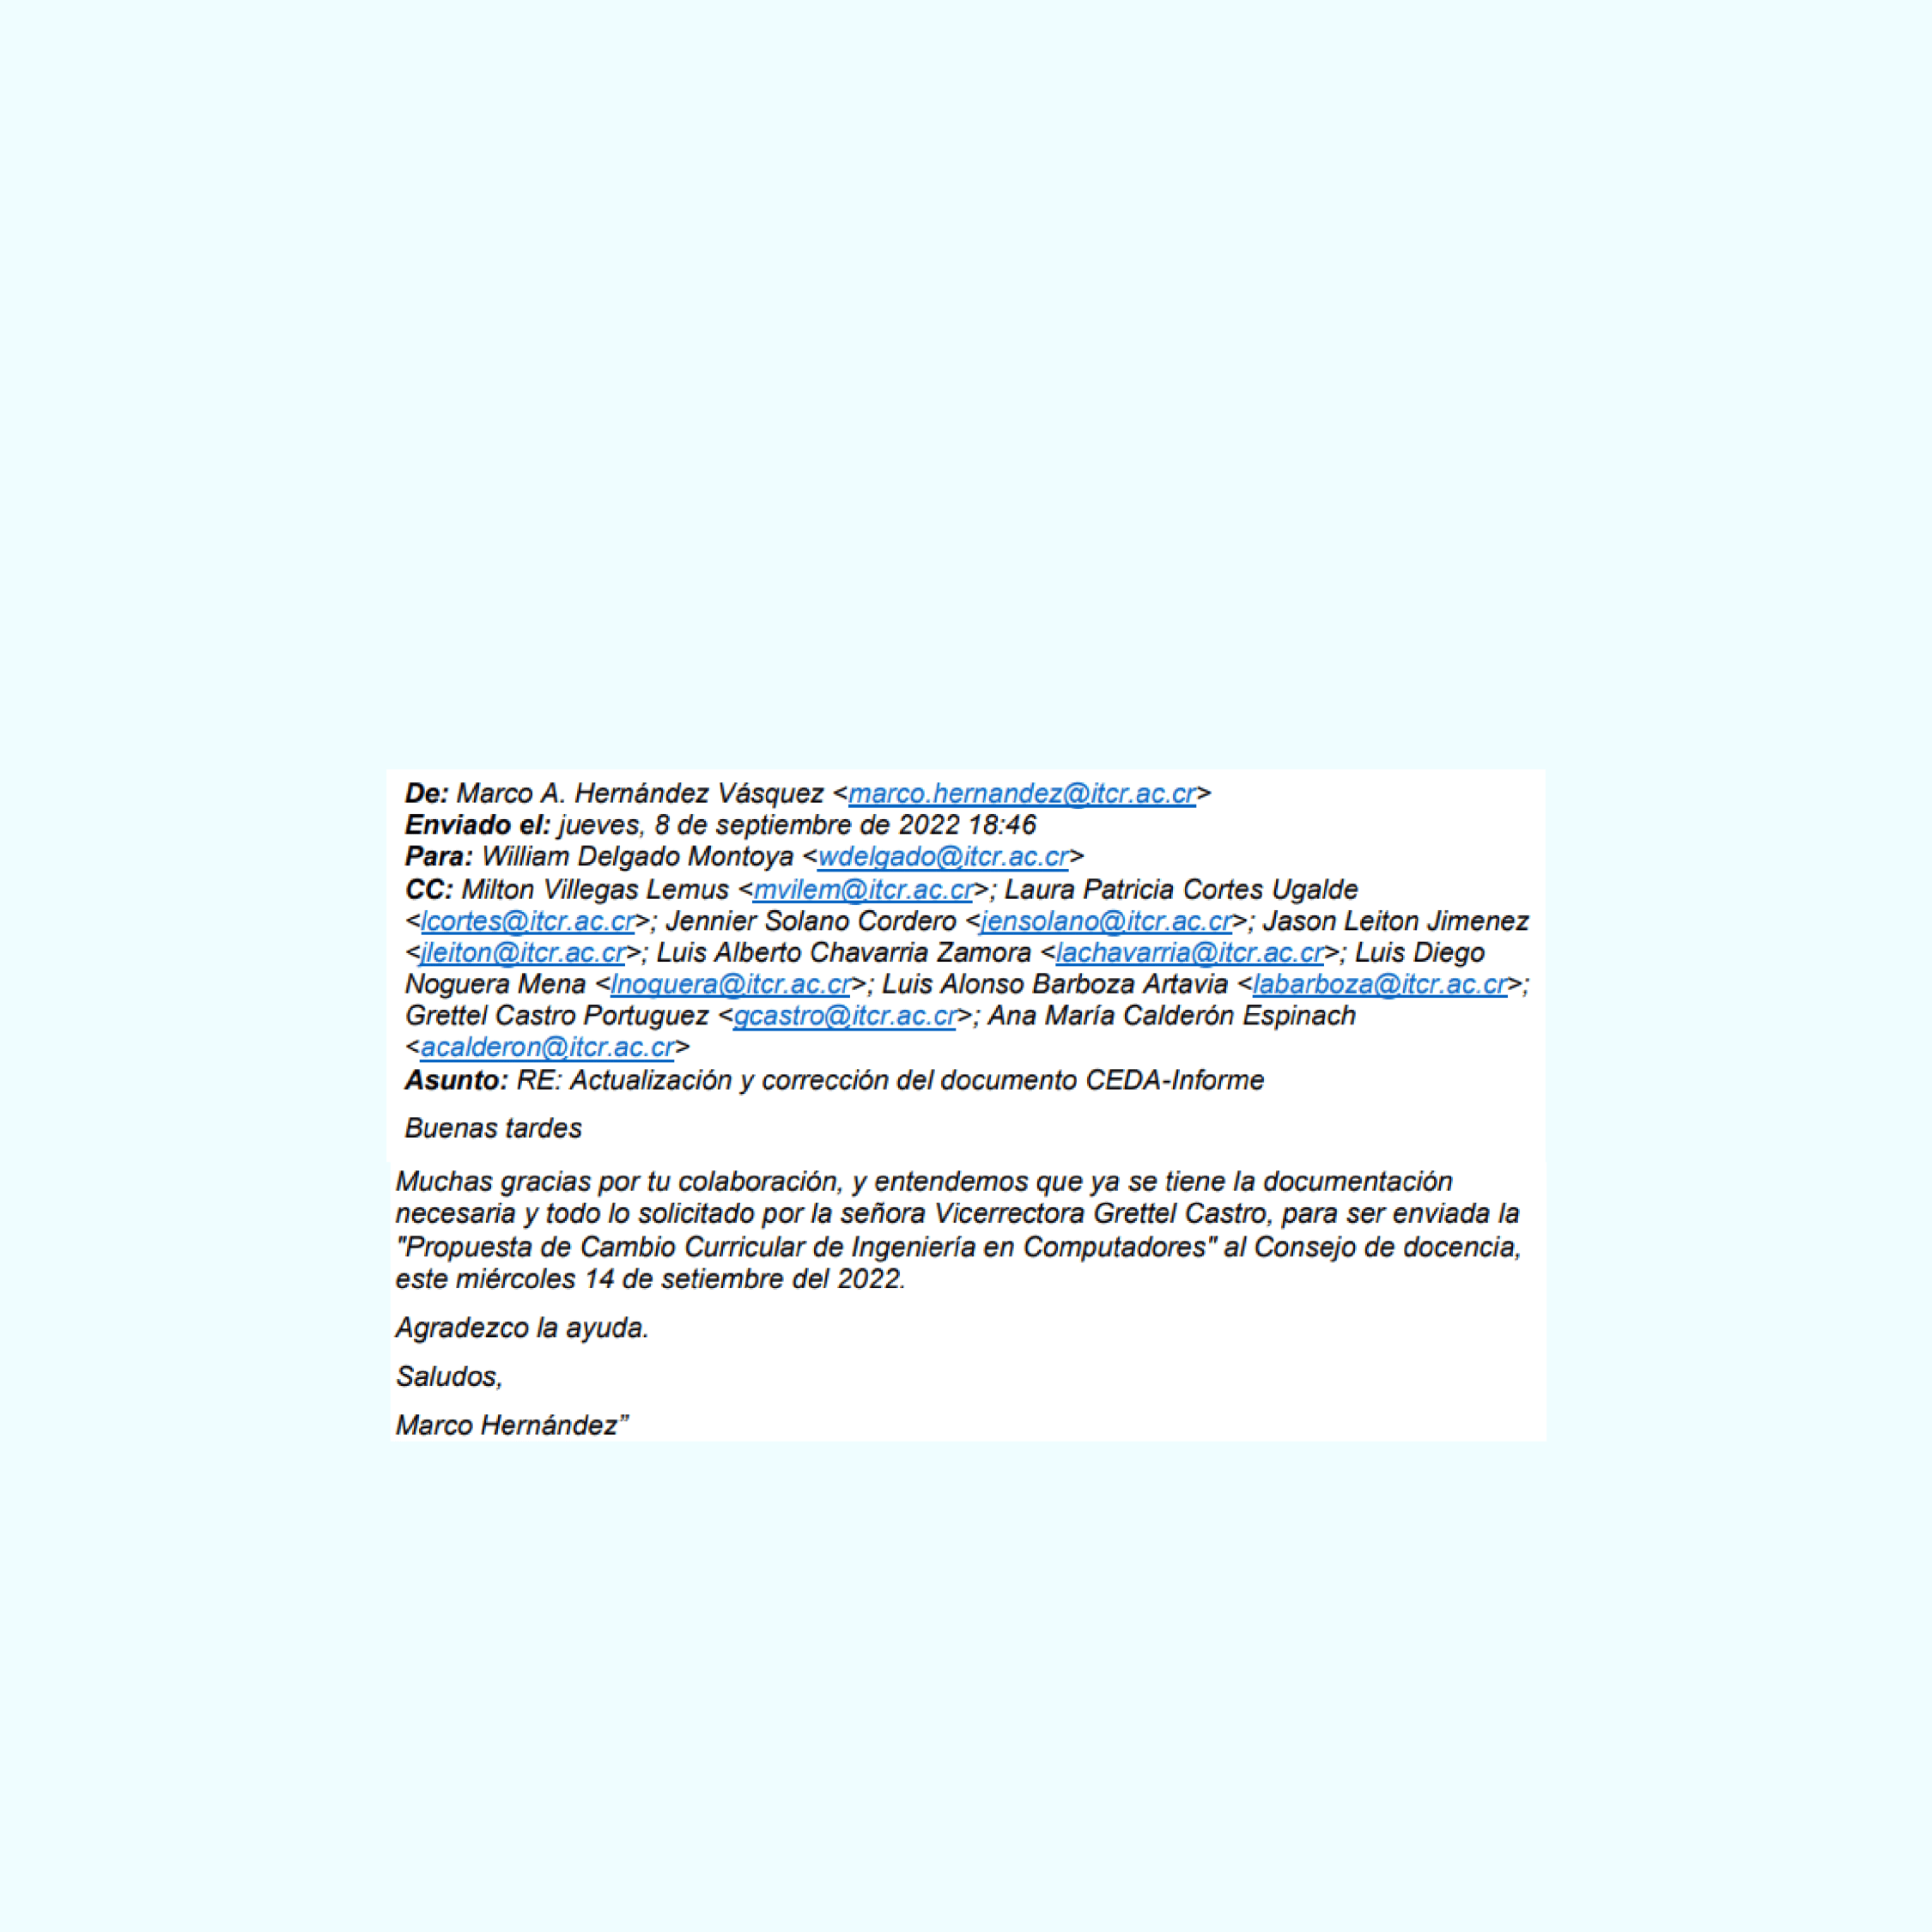 De: Marco A. Hernández Vásquez <marco.hernandez@itcr.ac.cr>
Enviado el: jueves, 8 de septiembre de 2022 18:46
Para: William Delgado Montoya <wdelgado@itcr.ac.cr>
CC: Milton Villegas Lemus <mvilem@itcr.ac.cr>; Laura Patricia Cortes Ugalde
<lcortes@itcr.ac.cr>; Jennier Solano Cordero <jensolano@itcr.ac.cr>; Jason Leiton Jimenez
<jleiton@itcr.ac.cr>; Luis Alberto Chavarria Zamora <lachavarria@itcr.ac.cr>; Luis Diego
Noguera Mena <lnoguera@itcr.ac.cr>; Luis Alonso Barboza Artavia <labarboza@itcr.ac.cr>;
Grettel Castro Portuguez <gcastro@itcr.ac.cr>; Ana María Calderón Espinach
<acalderon@itcr.ac.cr>
Asunto: RE: Actualización y corrección del documento CEDA-Informe
Buenas tardes
Muchas gracias por tu colaboración, y entendemos que ya se tiene la documentación
necesaria y todo lo solicitado por la señora Vicerrectora Grettel Castro, para ser enviada la
"Propuesta de Cambio Curricular de Ingeniería en Computadores" al Consejo de docencia,
este miércoles 14 de setiembre del 2022.
Agradezco la ayuda.
Saludos,
Marco Hernández”